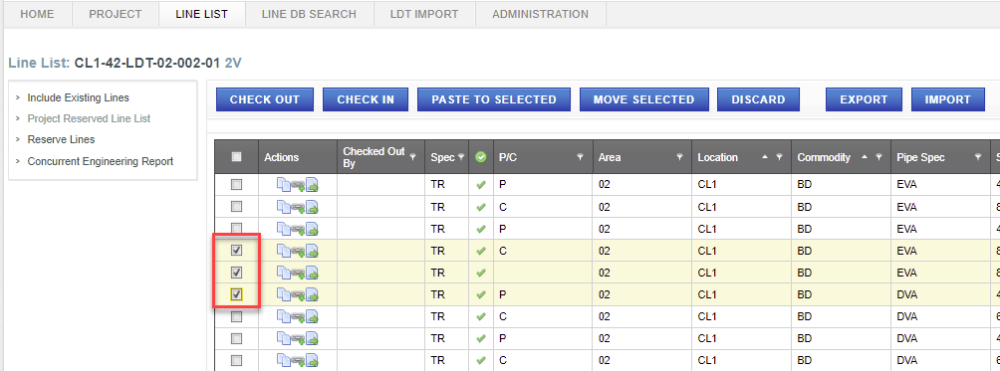 HOME PROJECT LINE LIST LINE DB SEARCH LDT IMPORT ADMINISTRATION
Line List: CL1-42-LDT-02-002-01 2V
Include Existing Lines
Project Reserved Line List
Reserve Lines
Concurrent Engineering Report
CHECK OUT CHECK IN PASTE TO SELECTED MOVE SELECTED DISCARD EXPORT IMPORT
Actions Checked Out By Spec P/C Area Location Commodity Pipe Spec S
TR P 02 CL1 BD EVA 4
TR C 02 CL1 BD EVA 8
TR P 02 CL1 BD EVA 4
TR C 02 CL1 BD EVA 8
TR 02 CL1 BD EVA 8
TR P 02 CL1 BD DVA 4
TR C 02 CL1 BD DVA 6
TR P 02 CL1 BD DVA 4
TR C 02 CL1 BD DVA 6